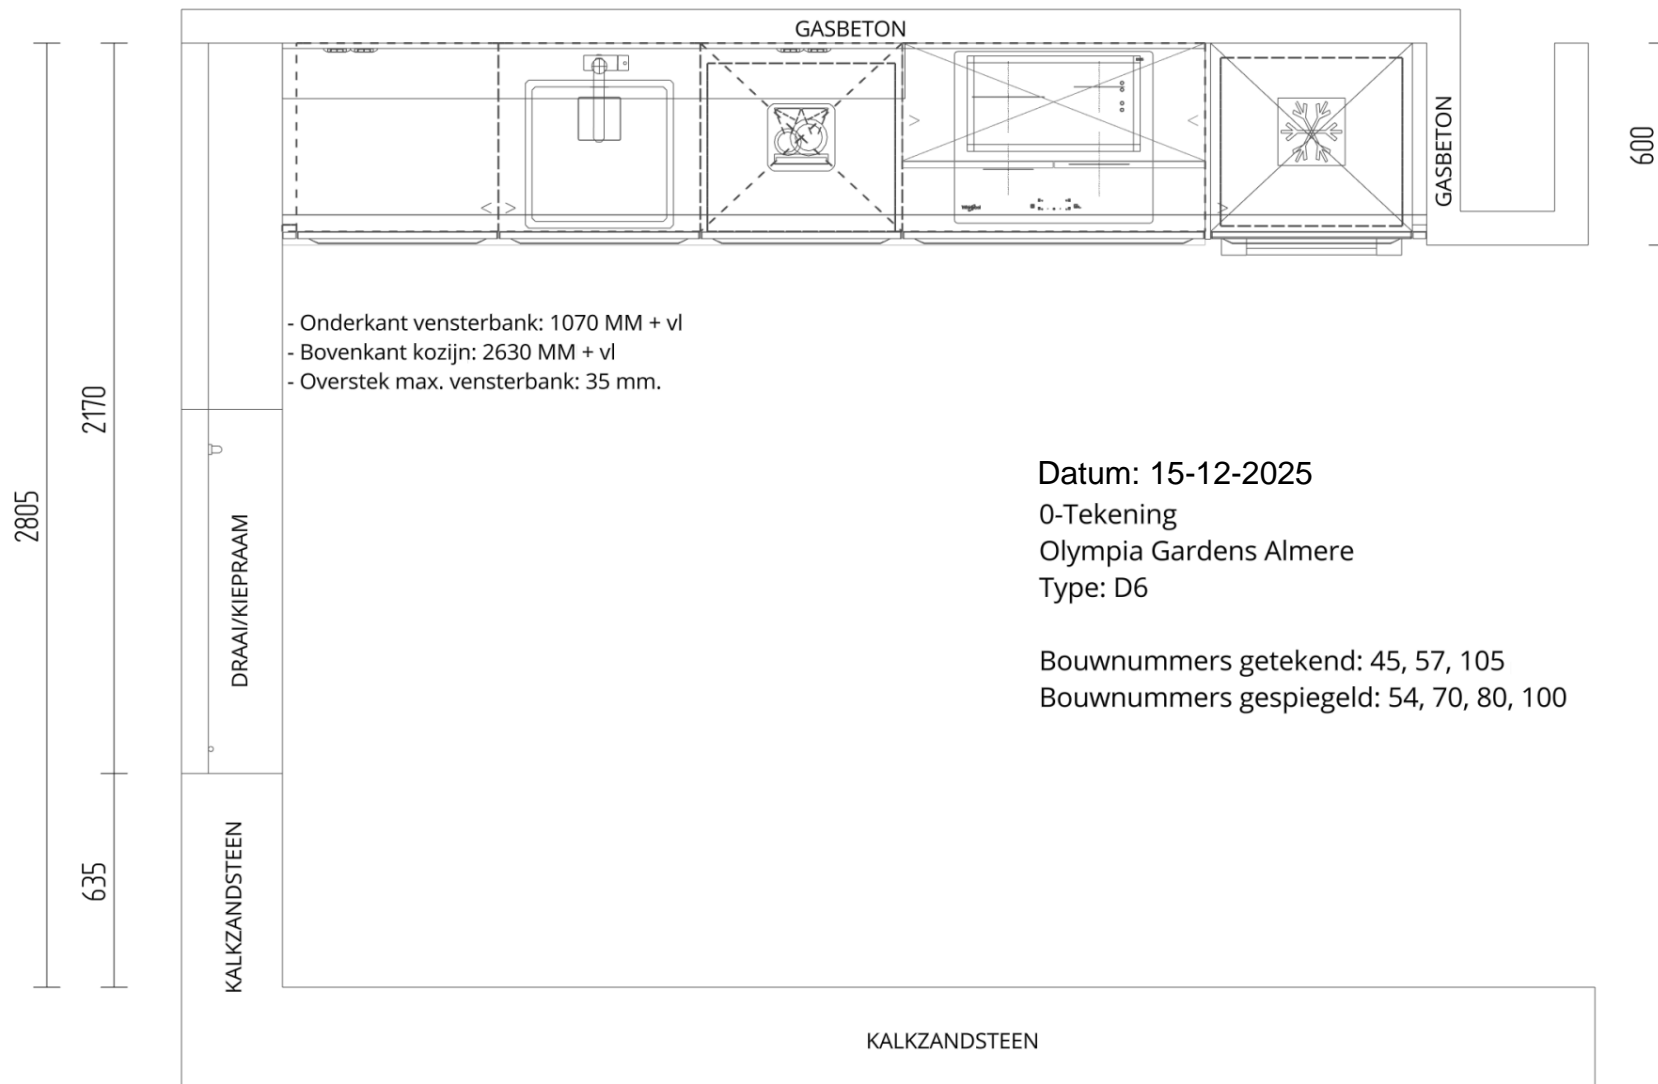 GASBETON
GASBETON
600
- Onderkant vensterbank: 1070 MM + vl
- Bovenkant kozijn: 2630 MM + vl
- Overstek max. vensterbank: 35 mm.
2170
2805
DRAAI/KIEPRAAM
Datum: 15-12-2025
0-Tekening
Olympia Gardens Almere
Type: D6
Bouwnummers getekend: 45, 57, 105
Bouwnummers gespiegeld: 54, 70, 80, 100
635
KALKZANDSTEEN
KALKZANDSTEEN